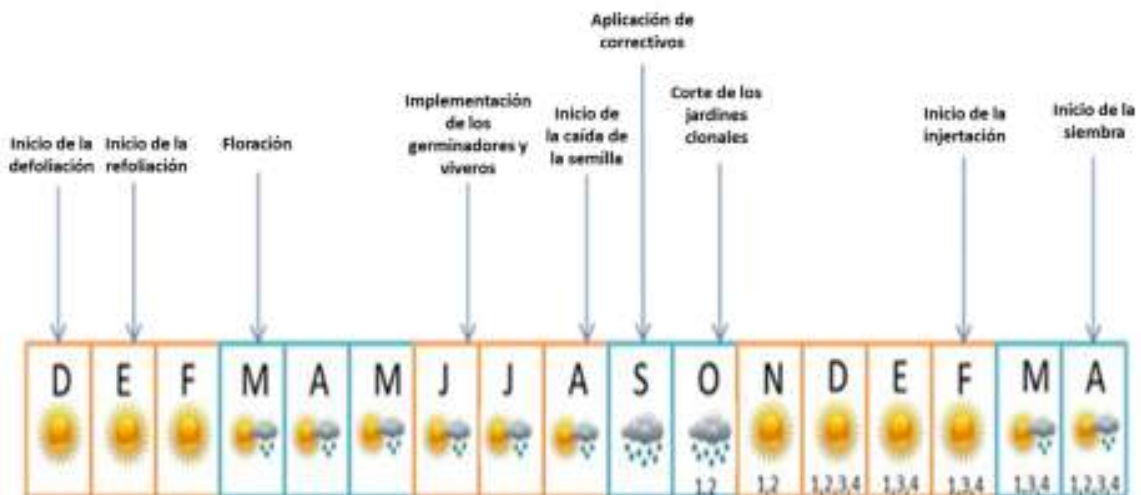 Aplicación de
correctivos
Implementación
de los
germinadores y
viveros
Inicio de
la caída de
la semilla
Corte de los
jardines
clonales
Inicio de la
injertación
Inicio de la
siembra
Inicio de la
defoliación
Inicio de la
refoliación
Floración
D E F M A M J J A S O N D E F M A
1,2 1,2 1,2,3,4 1,3,4 1,3,4 1,3,4 1,2,3,4